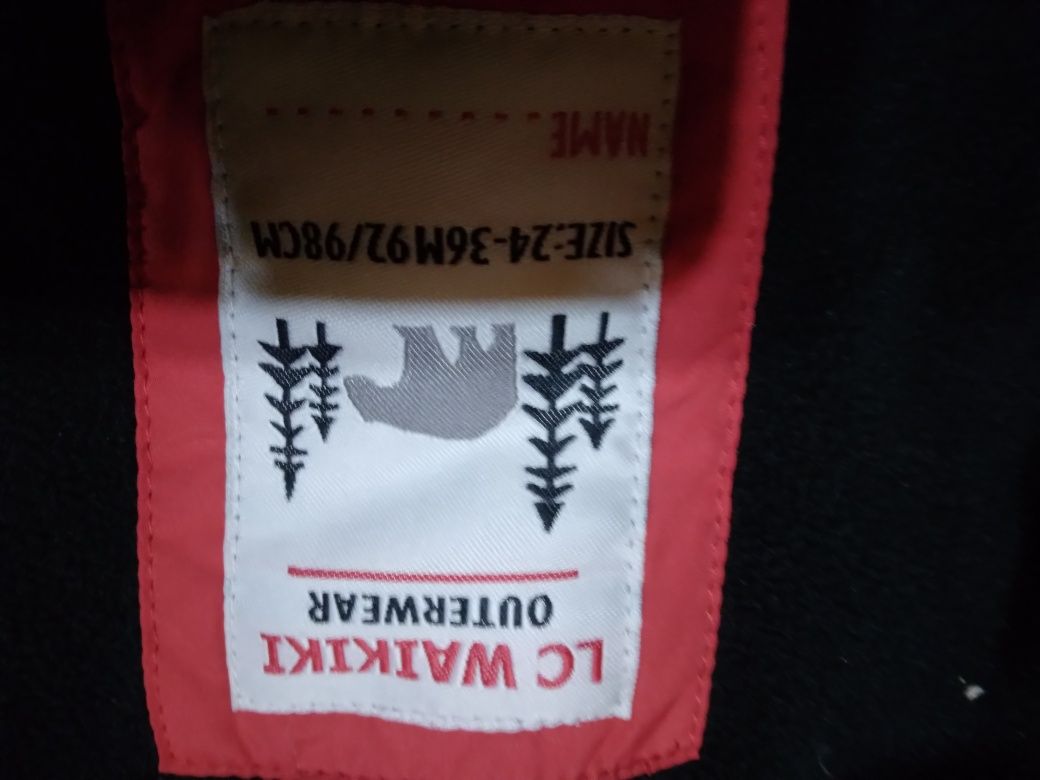 LC WAIKIKI
OUTERWEAR
SIZE:24-36M 92/98CM
NAME